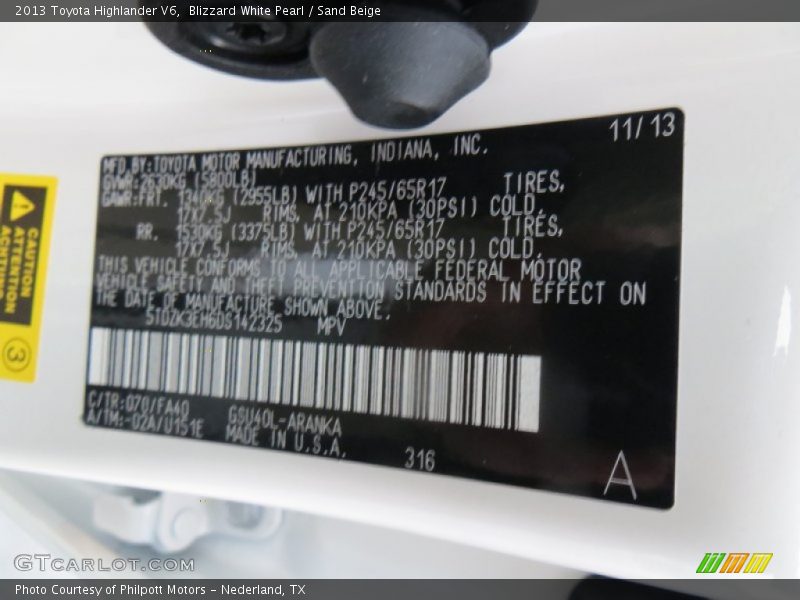 2013 Toyota Highlander V6, Blizzard White Pearl / Sand Beige
11/13
MFD.BY:TOYOTA MOTOR MANUFACTURING, INDIANA, INC.
GVWR:2630KG (5800LB)
GAWR:FRT. 1340KG (2955LB) WITH P245/65R17 TIRES,
17X7.5J RIMS, AT 210KPA (30PSI) COLD,
RR. 1530KG (3375LB) WITH P245/65R17 TIRES,
17X7.5J RIMS, AT 210KPA (30PSI) COLD,
THIS VEHICLE CONFORMS TO ALL APPLICABLE FEDERAL MOTOR
VEHICLE SAFETY AND THEFT PREVENTION STANDARDS IN EFFECT ON
THE DATE OF MANUFACTURE SHOWN ABOVE.
5TDZK3EH6DS142325 MPV
C/TR:070/FA40 GSU40L-ARANKA
A/TM:-02A/U151E MADE IN U.S.A.
316
A
CAUTION
ATTENTION
ACHTUNG
3
GTCARLOT.COM
Photo Courtesy of Philpott Motors - Nederland, TX